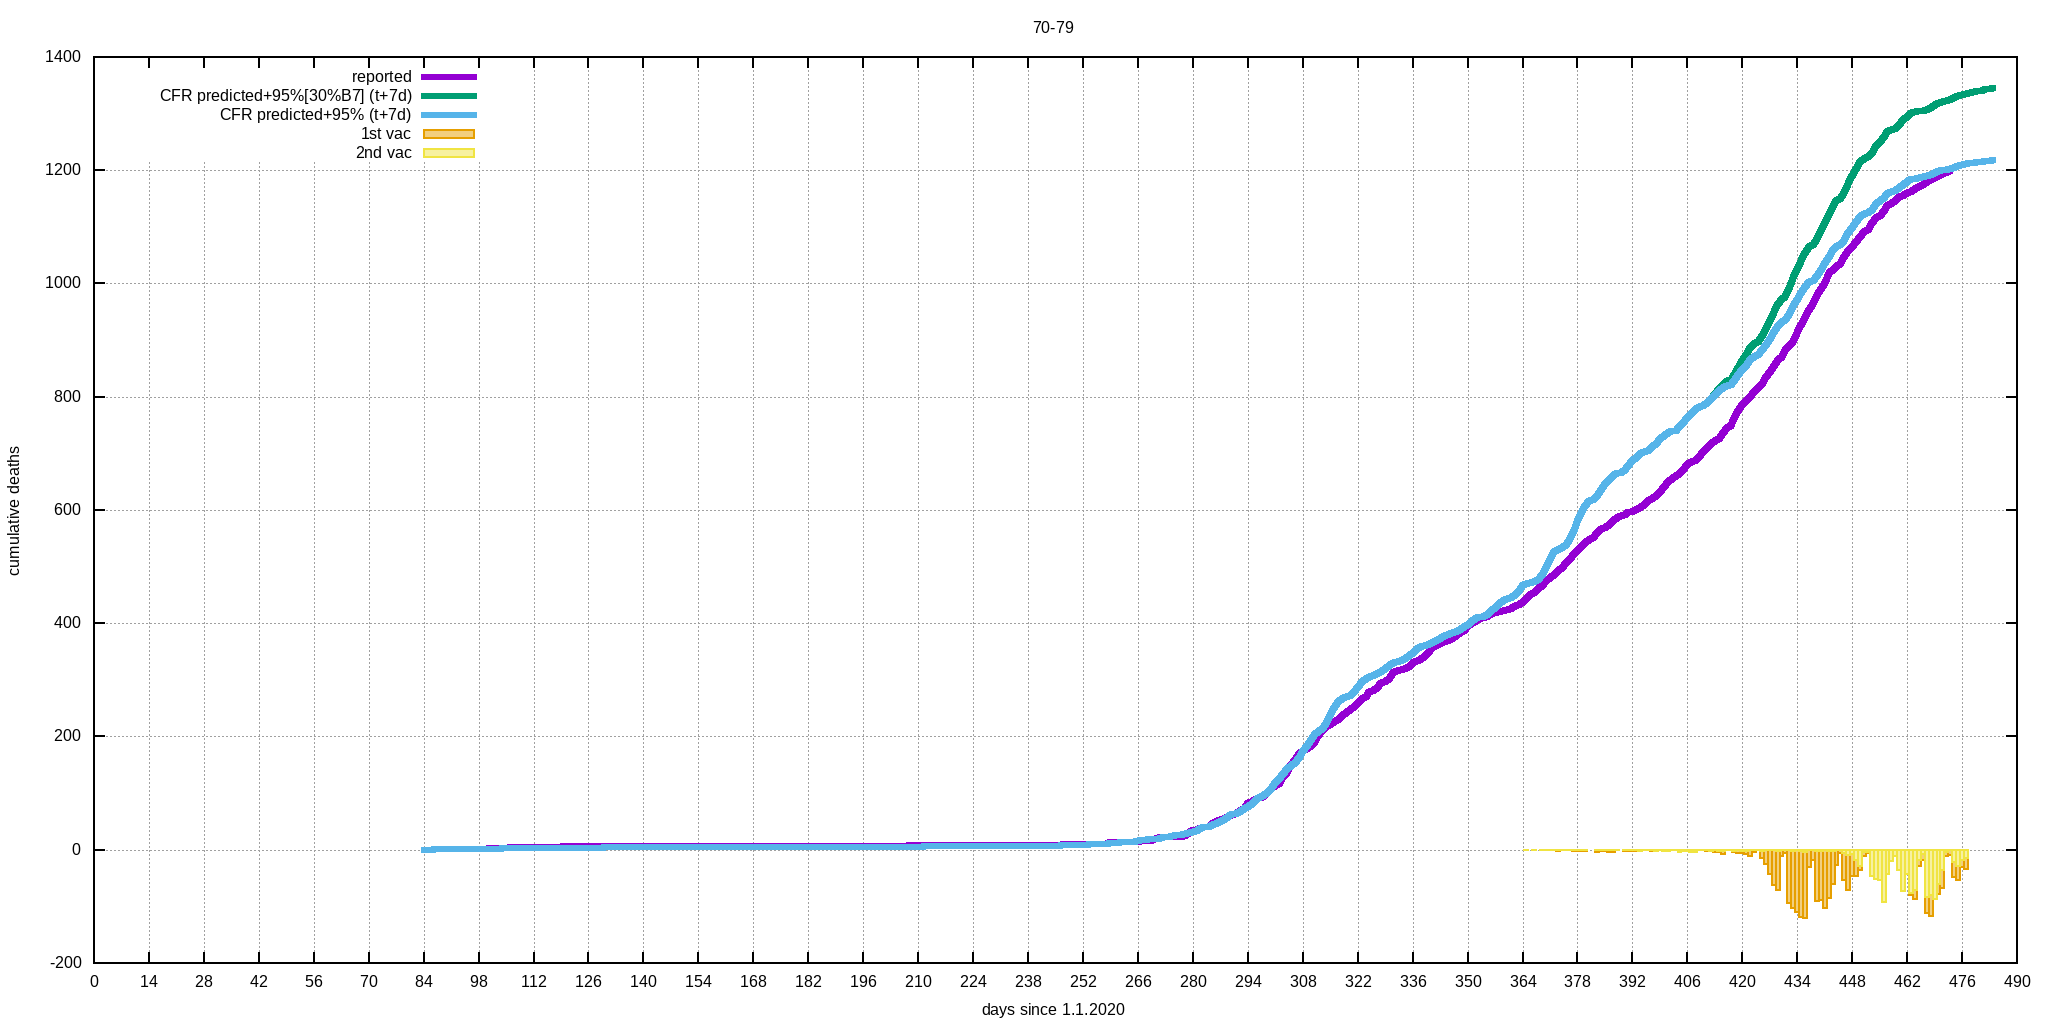 70-79
reported
CFR predicted+95%[30%B7] (t+7d)
CFR predicted+95% (t+7d)
1st vac
2nd vac
1400
1200
1000
800
600
400
200
0
-200
cumulative deaths
0 14 28 42 56 70 84 98 112 126 140 154 168 182 196 210 224 238 252 266 280 294 308 322 336 350 364 378 392 406 420 434 448 462 476 490
days since 1.1.2020